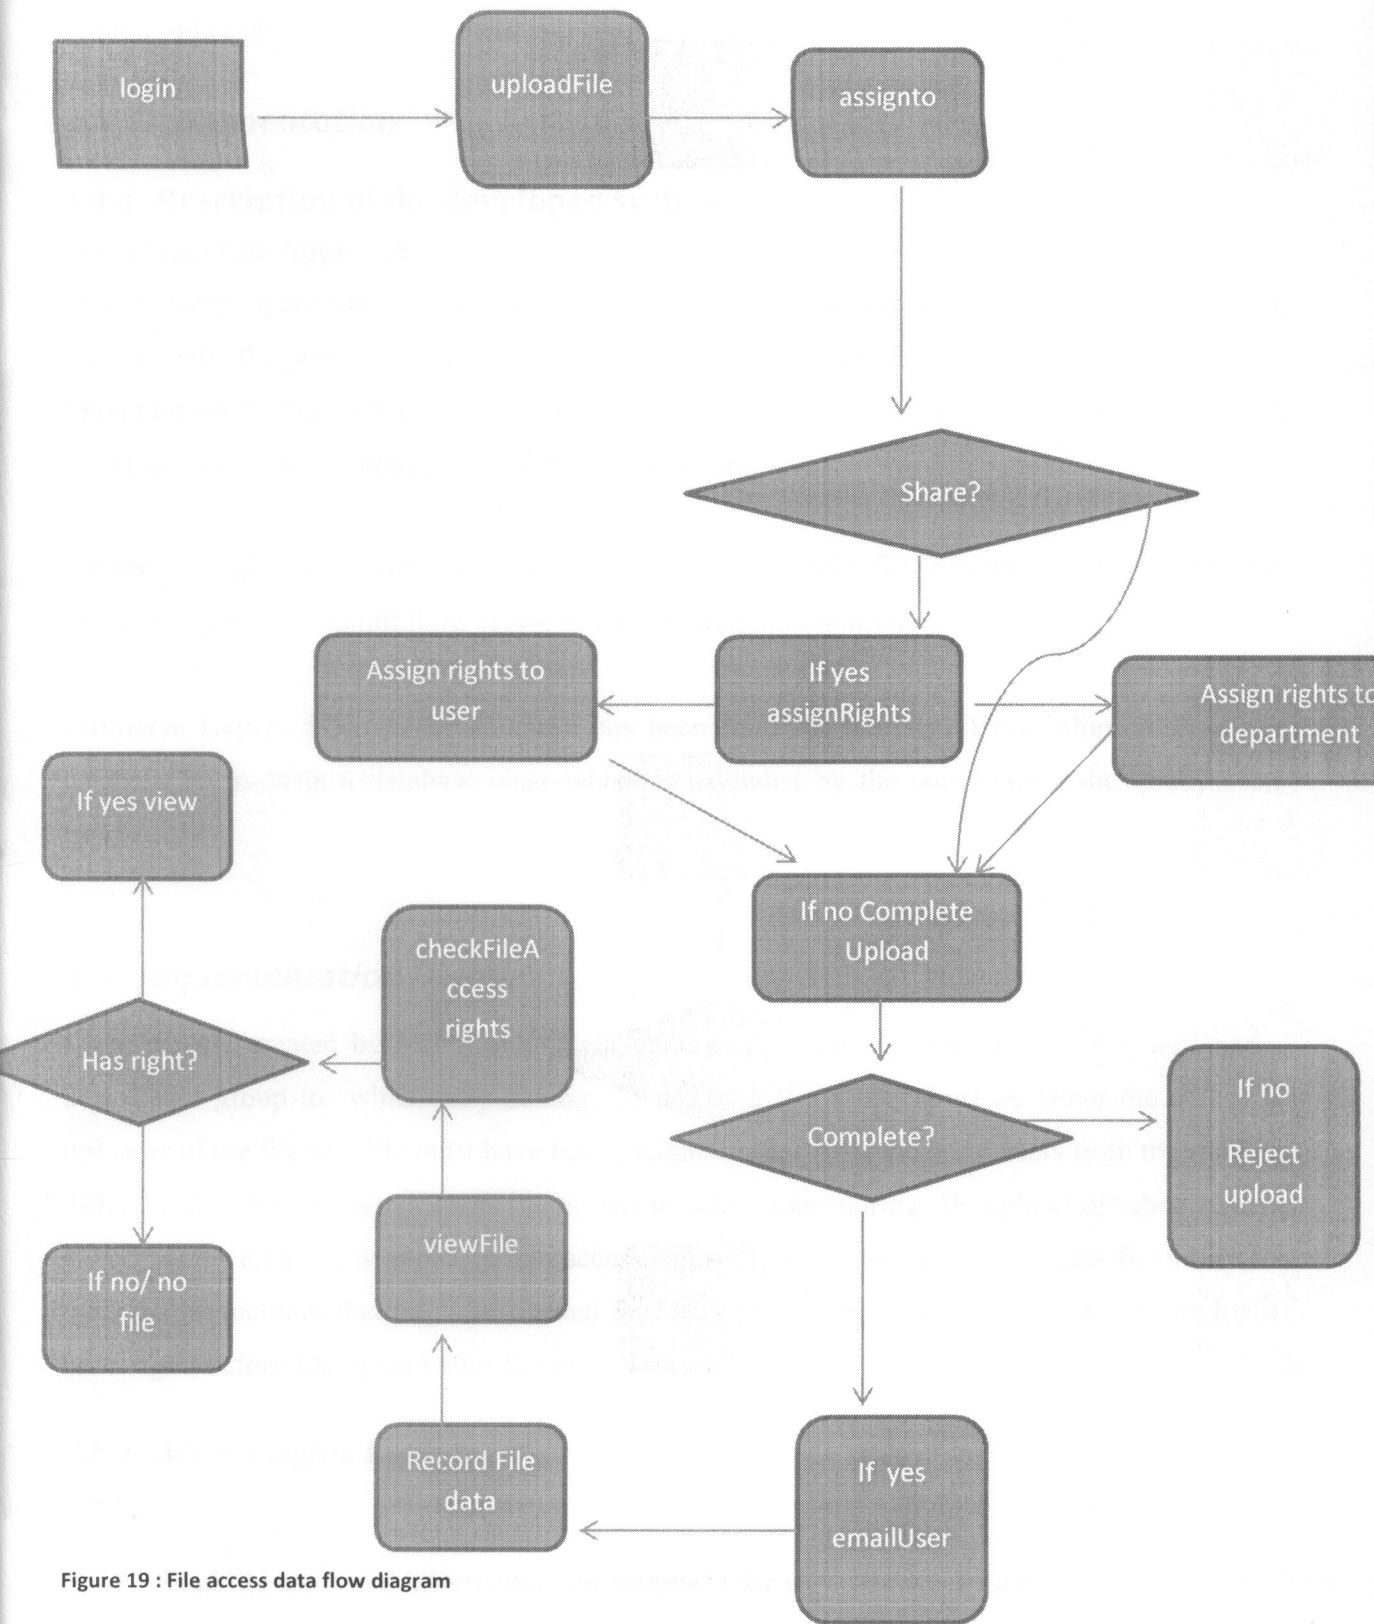 login
uploadFile
assignto
Share?
Assign rights to
user
If yes
assignRights
Assign rights to
department
If yes view
checkFileA
ccess
rights
If no Complete
Upload
Has right?
Complete?
If no
Reject
upload
viewFile
If no/ no
file
Record File
data
If yes
emailUser
Figure 19 : File access data flow diagram